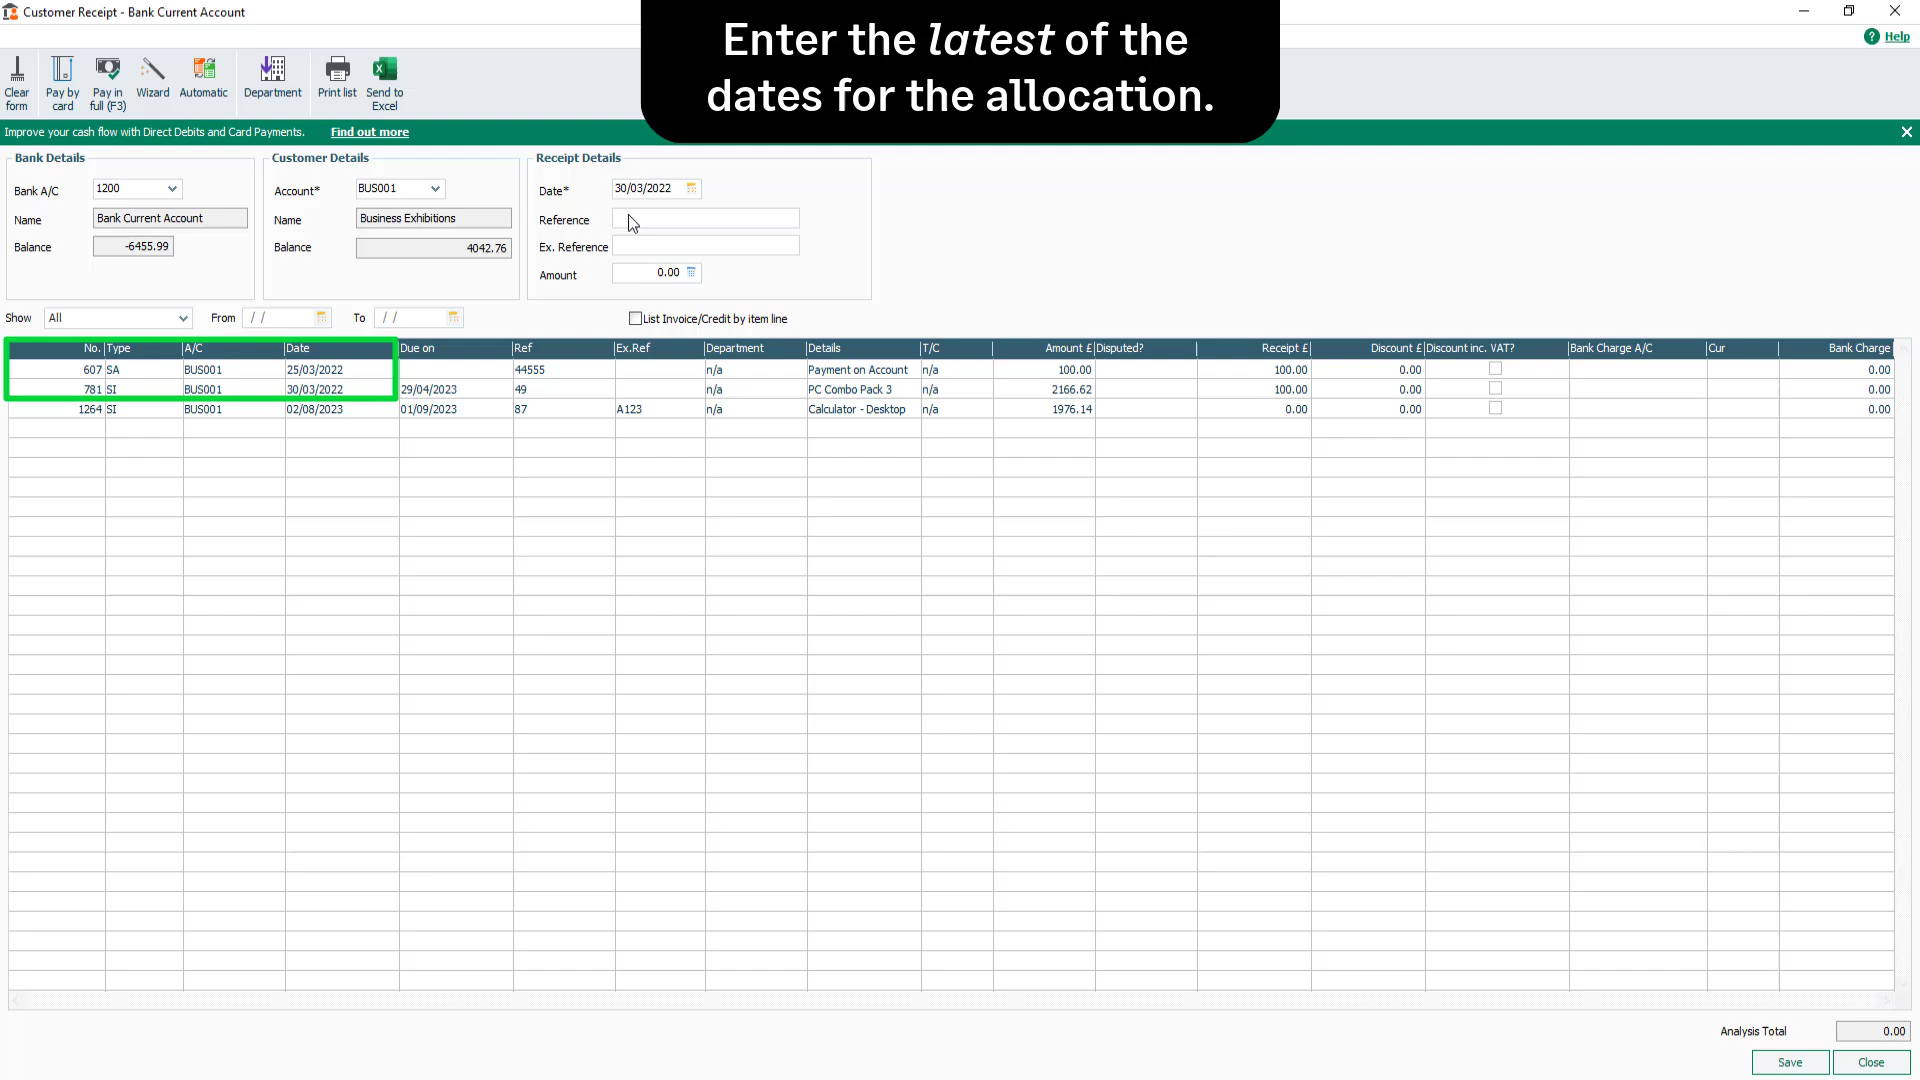 Customer Receipt - Bank Current Account
Enter the latest of the
dates for the allocation.
Help
Clear form
Pay by card
Pay in full (F3)
Wizard
Automatic
Department
Print list
Send to Excel
Improve your cash flow with Direct Debits and Card Payments. Find out more
Bank Details
Bank A/C 1200
Name Bank Current Account
Balance -6455.99
Customer Details
Account* BUS001
Name Business Exhibitions
Balance 4042.76
Receipt Details
Date* 30/03/2022
Reference
Ex. Reference
Amount 0.00
Show All From / / To / / List Invoice/Credit by item line
No. Type A/C Date Due on Ref Ex.Ref Department Details T/C Amount £ Disputed? Receipt £ Discount £ Discount inc. VAT? Bank Charge A/C Cur Bank Charge
607 SA BUS001 25/03/2022 44555 n/a Payment on Account n/a 100.00 100.00 0.00 0.00
781 SI BUS001 30/03/2022 29/04/2023 49 n/a PC Combo Pack 3 n/a 2166.62 100.00 0.00 0.00
1264 SI BUS001 02/08/2023 01/09/2023 87 A123 n/a Calculator - Desktop n/a 1976.14 0.00 0.00 0.00
Analysis Total 0.00
Save Close